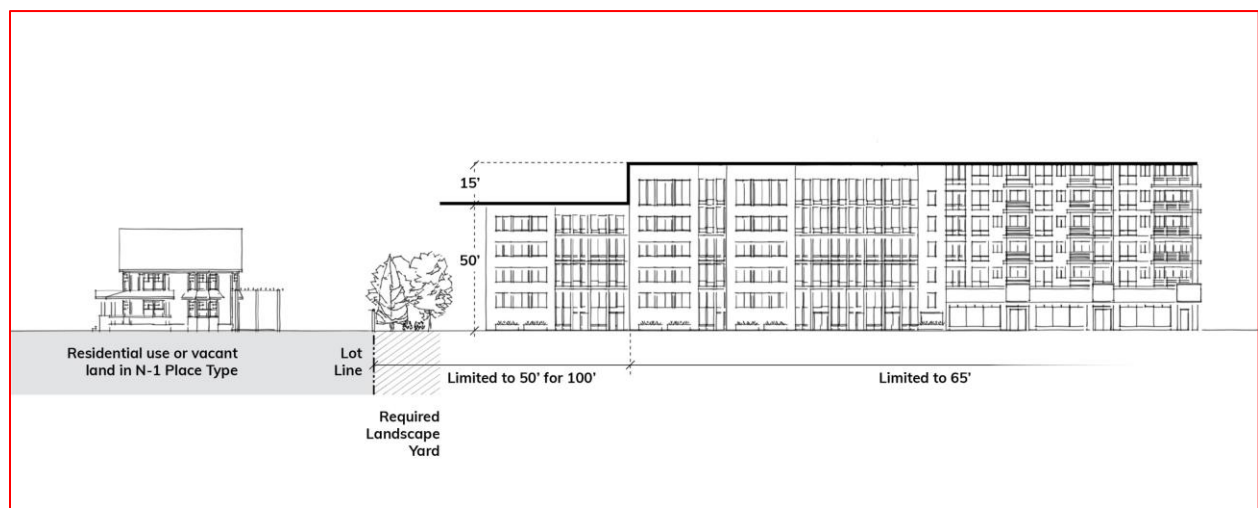 15’
50’
Residential use or vacant
land in N-1 Place Type
Lot
Line
Limited to 50’ for 100’
Limited to 65’
Required
Landscape
Yard